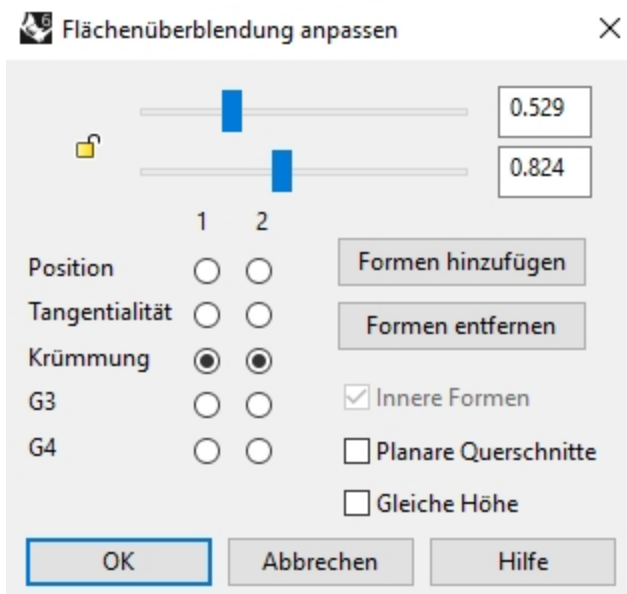 Flächenüberblendung anpassen
0.529
0.824
1 2
Position
Formen hinzufügen
Tangentialität
Formen entfernen
Krümmung
G3
Innere Formen
G4
Planare Querschnitte
Gleiche Höhe
OK Abbrechen Hilfe